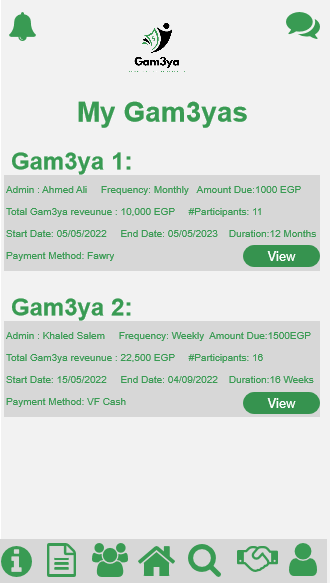 Gam3ya
My Gam3yas
Gam3ya 1:
Admin : Ahmed Ali Frequency: Monthly Amount Due:1000 EGP
Total Gam3ya reveunue : 10,000 EGP #Participants: 11
Start Date: 05/05/2022 End Date: 05/05/2023 Duration:12 Months
Payment Method: Fawry View
Gam3ya 2:
Admin : Khaled Salem Frequency: Weekly Amount Due:1500EGP
Total Gam3ya reveunue : 22,500 EGP #Participants: 16
Start Date: 15/05/2022 End Date: 04/09/2022 Duration:16 Weeks
Payment Method: VF Cash View